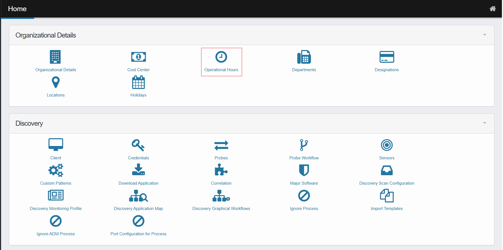 Home
Organizational Details
Organizational Details
Cost Center
Operational Hours
Departments
Designations
Locations
Holidays
Discovery
Client
Credentials
Probes
Probe Workflow
Sensors
Custom Patterns
Download Application
Correlation
Major Software
Discovery Scan Configuration
Discovery Monitoring Profile
Discovery Application Map
Discovery Graphical Workflows
Ignore Process
Import Templates
Ignore ADM Process
Port Configuration for Process